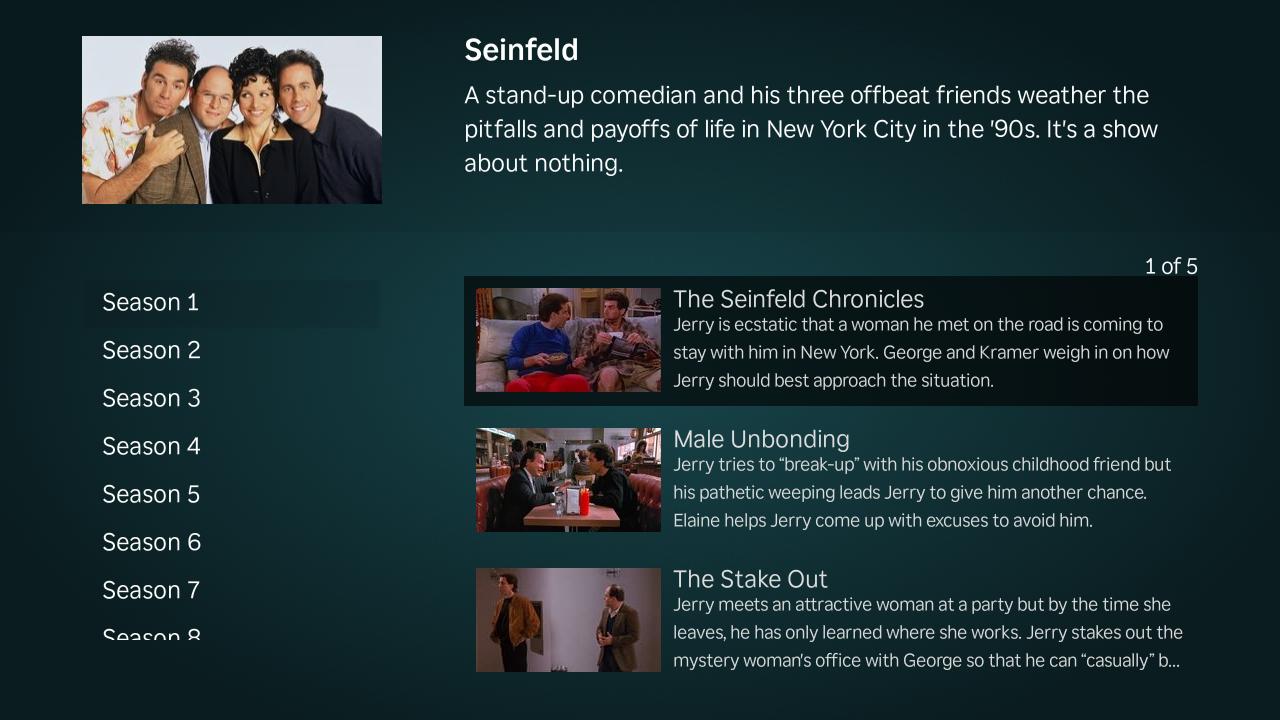 Seinfeld
A stand-up comedian and his three offbeat friends weather the
pitfalls and payoffs of life in New York City in the '90s. It's a show
about nothing.
1 of 5
Season 1
Season 2
Season 3
Season 4
Season 5
Season 6
Season 7
Season 8
The Seinfeld Chronicles
Jerry is ecstatic that a woman he met on the road is coming to
stay with him in New York. George and Kramer weigh in on how
Jerry should best approach the situation.
Male Unbonding
Jerry tries to “break-up” with his obnoxious childhood friend but
his pathetic weeping leads Jerry to give him another chance.
Elaine helps Jerry come up with excuses to avoid him.
The Stake Out
Jerry meets an attractive woman at a party but by the time she
leaves, he has only learned where she works. Jerry stakes out the
mystery woman's office with George so that he can “casually” b...